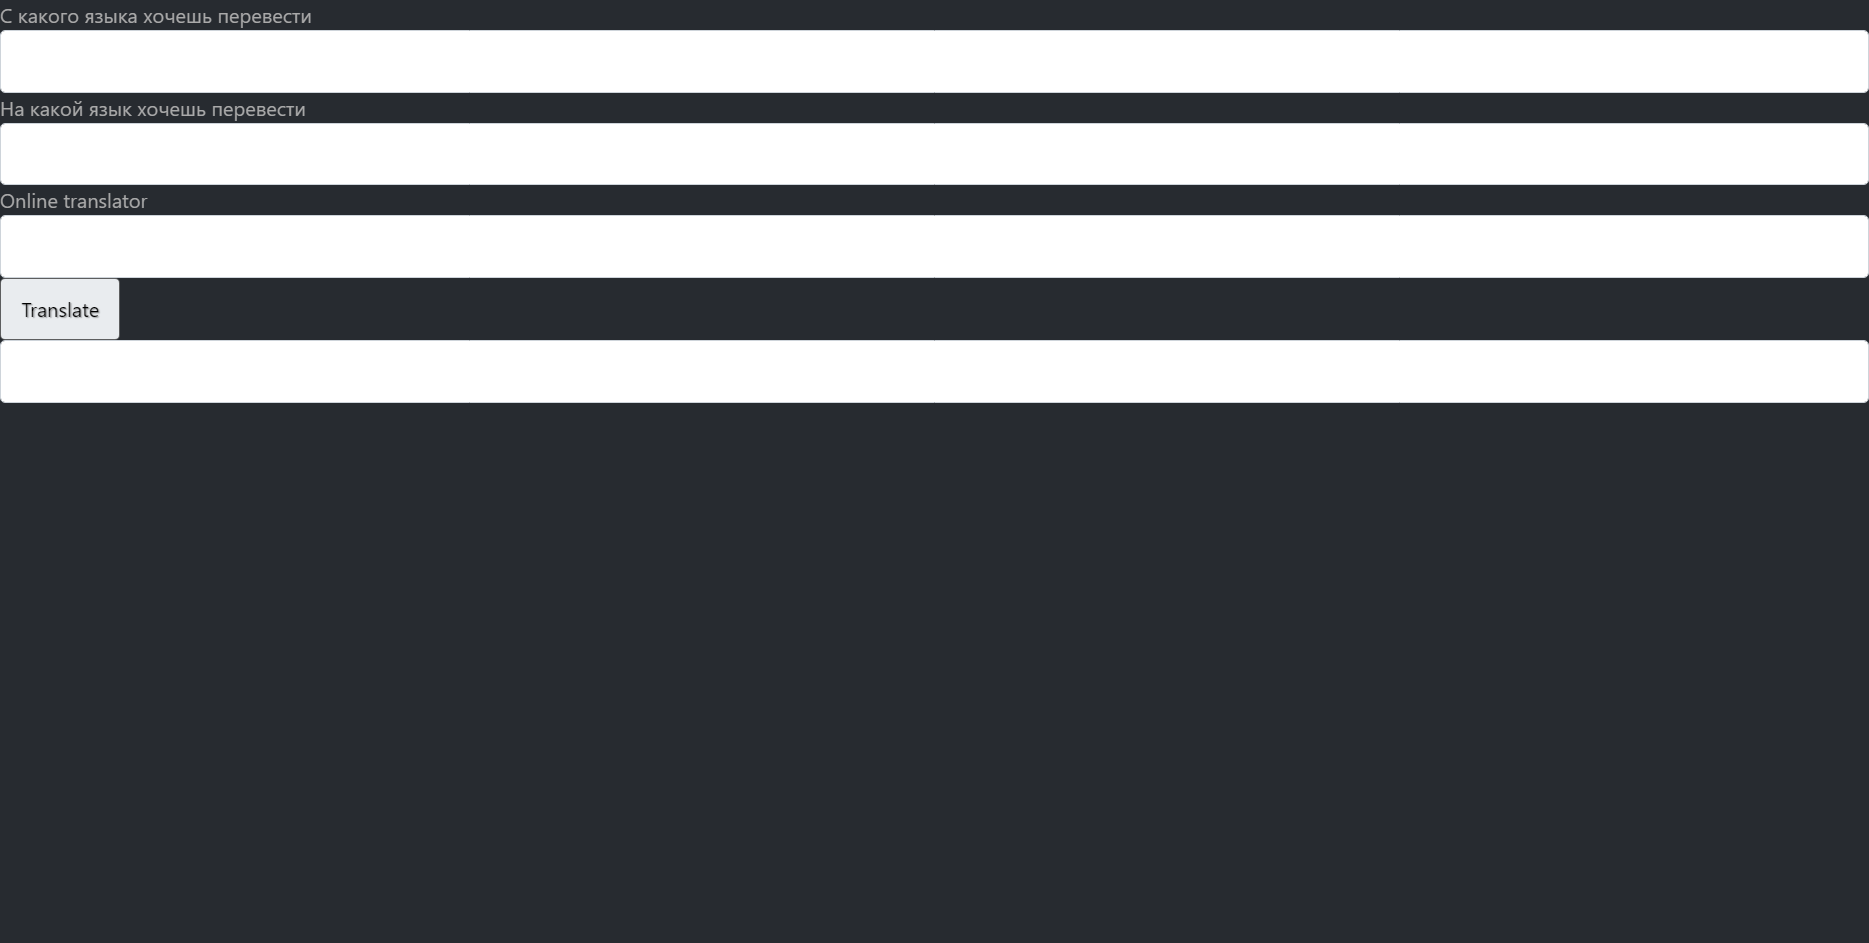 С какого языка хочешь перевести
На какой язык хочешь перевести
Online translator
Translate